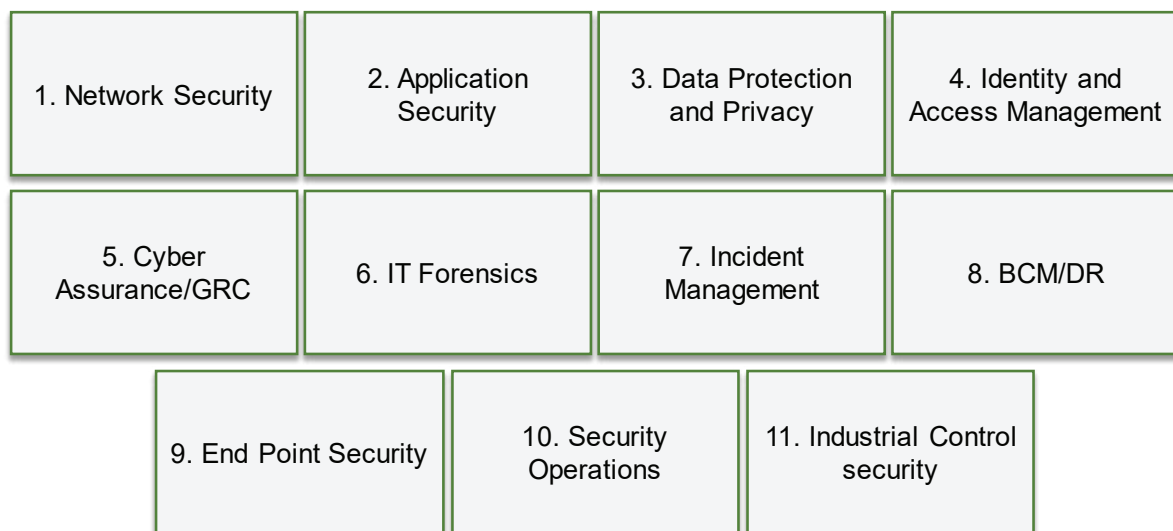 1. Network Security
2. Application
Security
3. Data Protection
and Privacy
4. Identity and
Access Management
5. Cyber
Assurance/GRC
6. IT Forensics
7. Incident
Management
8. BCM/DR
9. End Point Security
10. Security
Operations
11. Industrial Control
security